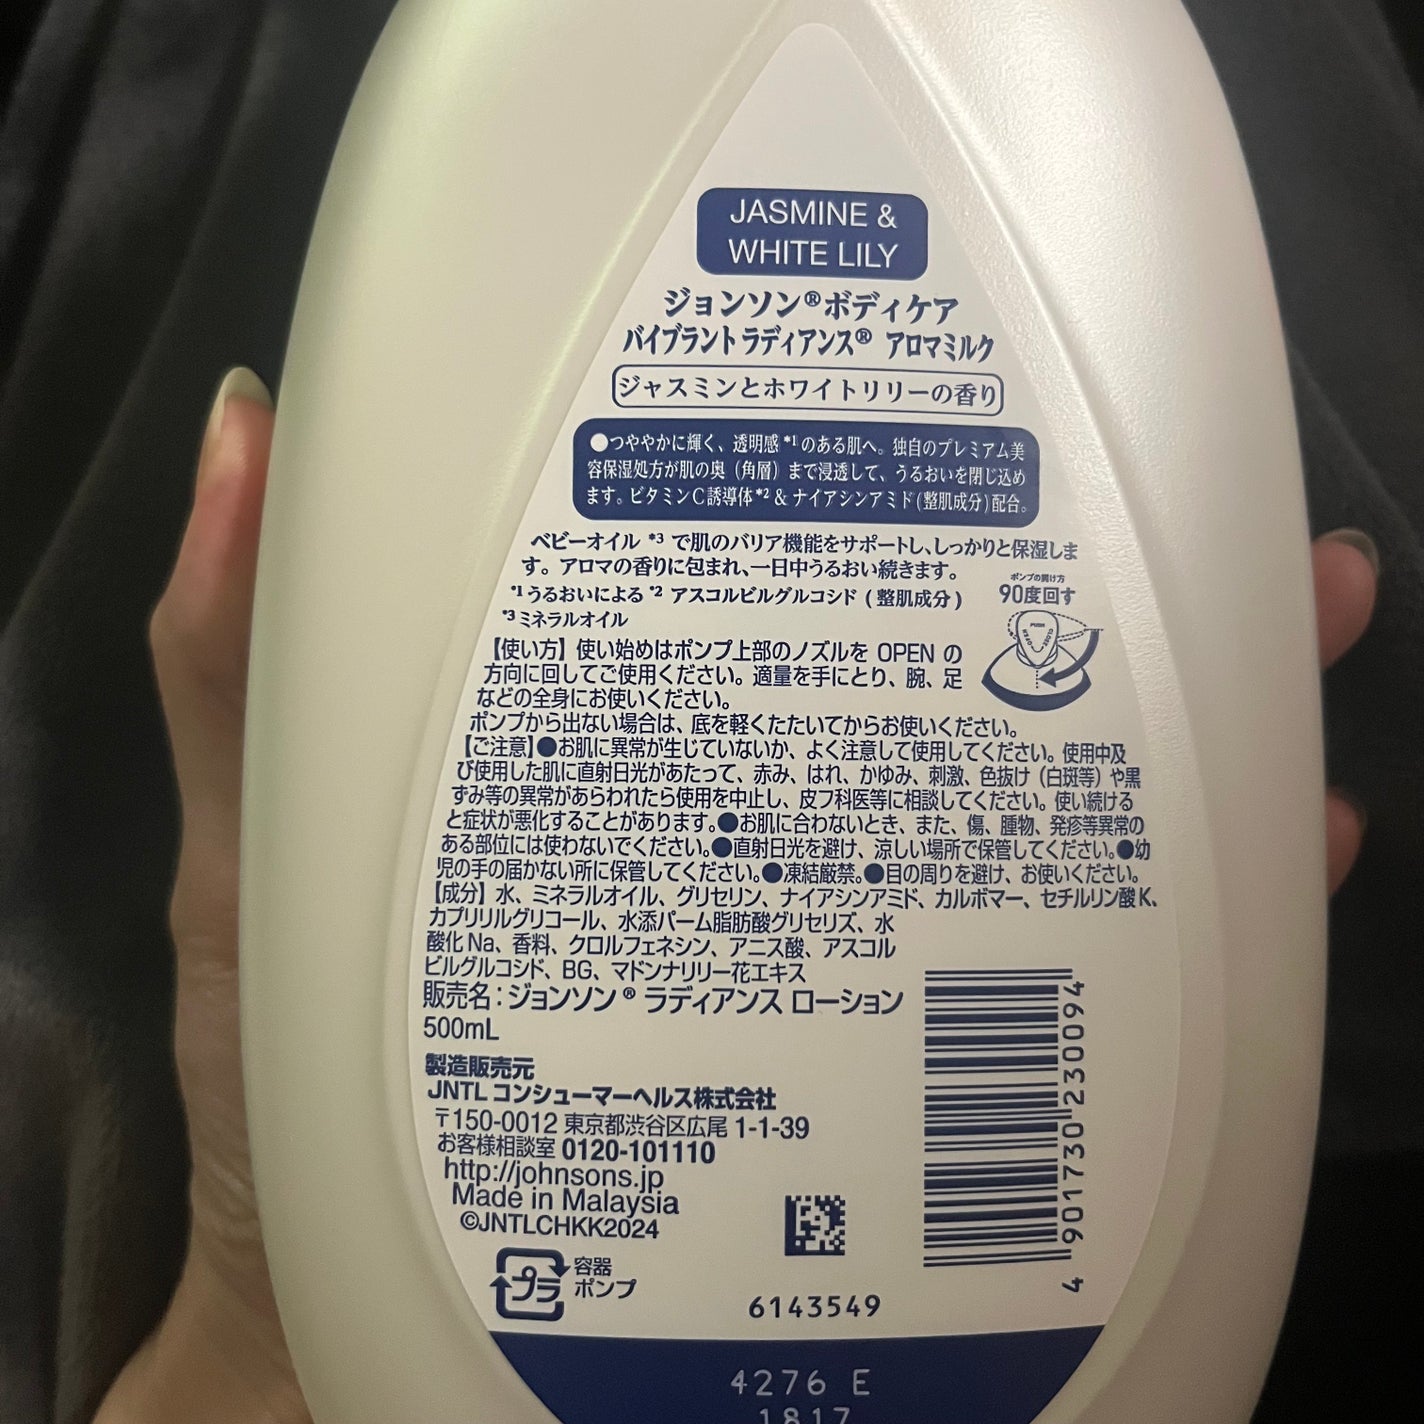 JASMINE &
WHITE LILY
ジョンソン®ボディケア
バイブラント ラディアンス® アロマミルク
ジャスミンとホワイトリリーの香り
●つややかに輝く、透明感*1のある肌へ。独自のプレミアム美
容保湿処方が肌の奥（角層）まで浸透して、うるおいを閉じ込め
ます。ビタミンC誘導体*2 & ナイアシンアミド(整肌成分)配合。
ベビーオイル *3 で肌のバリア機能をサポートし、しっかりと保湿しま
す。アロマの香りに包まれ、一日中うるおい続きます。
*1 うるおいによる *2 アスコルビルグルコシド ( 整肌成分 )
*3 ミネラルオイル
ポンプの開け方
90度回す
PUSH
【使い方】使い始めはポンプ上部のノズルを OPEN の
方向に回してご使用ください。適量を手にとり、腕、足
などの全身にお使いください。
ポンプから出ない場合は、底を軽くたたいてからお使いください。
【ご注意】●お肌に異常が生じていないか、よく注意して使用してください。使用中及
び使用した肌に直射日光があたって、赤み、はれ、かゆみ、刺激、色抜け（白斑等）や黒
ずみ等の異常があらわれたら使用を中止し、皮フ科医等に相談してください。使い続ける
と症状が悪化することがあります。●お肌に合わないとき、また、傷、腫物、発疹等異常の
ある部位には使わないでください。●直射日光を避け、涼しい場所で保管してください。●幼
児の手の届かない所に保管してください。●凍結厳禁。●目の周りを避け、お使いください。
【成分】水、ミネラルオイル、グリセリン、ナイアシンアミド、カルボマー、セチルリン酸K、
カプリリルグリコール、水添パーム脂肪酸グリセリズ、水
酸化Na、香料、クロルフェネシン、アニス酸、アスコル
ビルグルコシド、BG、マドンナリリー花エキス
販売名：ジョンソン® ラディアンス ローション
500mL
製造販売元
JNTL コンシューマーヘルス株式会社
〒150-0012 東京都渋谷区広尾 1-1-39
お客様相談室 0120-101110
http://johnsons.jp
Made in Malaysia
©JNTLCHKK2024
プラ
容器
ポンプ
4 901730 230094
6143549
4276 E
1817